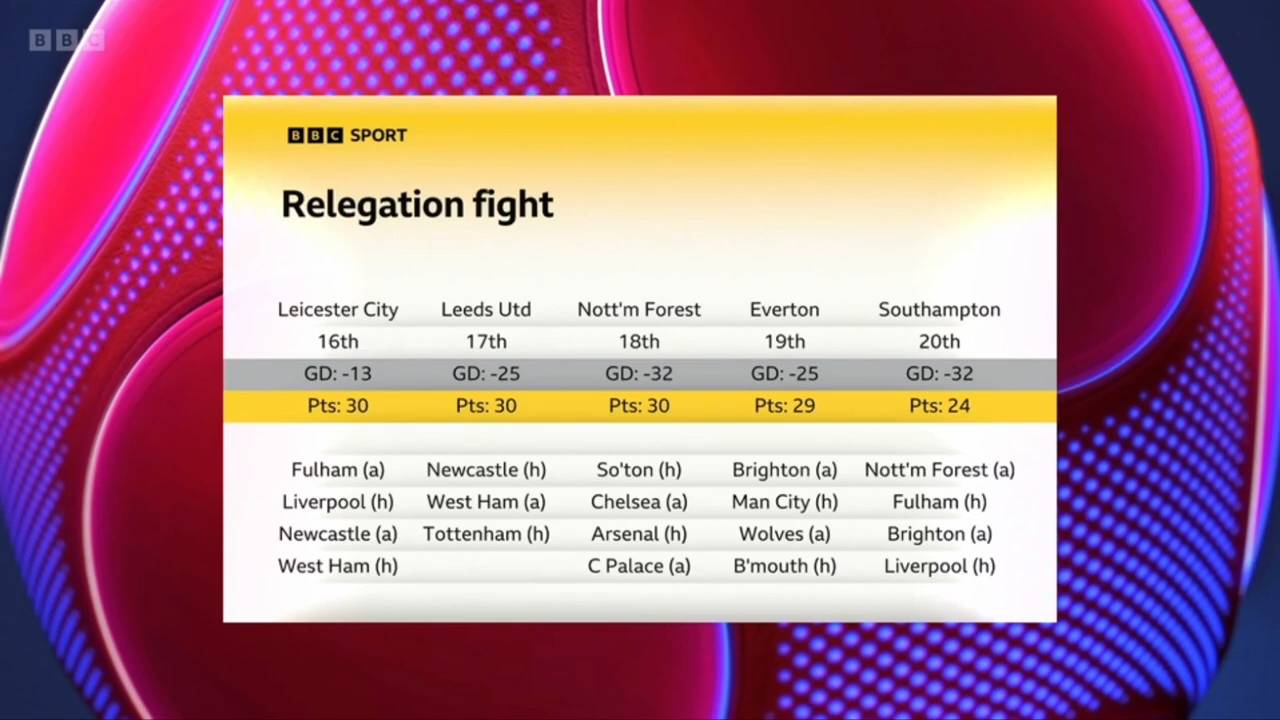 BBC
BBC SPORT
Relegation fight
Leicester City Leeds Utd Nott'm Forest Everton Southampton
16th 17th 18th 19th 20th
GD: -13 GD: -25 GD: -32 GD: -25 GD: -32
Pts: 30 Pts: 30 Pts: 30 Pts: 29 Pts: 24
Fulham (a) Newcastle (h) So'ton (h) Brighton (a) Nott'm Forest (a)
Liverpool (h) West Ham (a) Chelsea (a) Man City (h) Fulham (h)
Newcastle (a) Tottenham (h) Arsenal (h) Wolves (a) Brighton (a)
West Ham (h) C Palace (a) B'mouth (h) Liverpool (h)